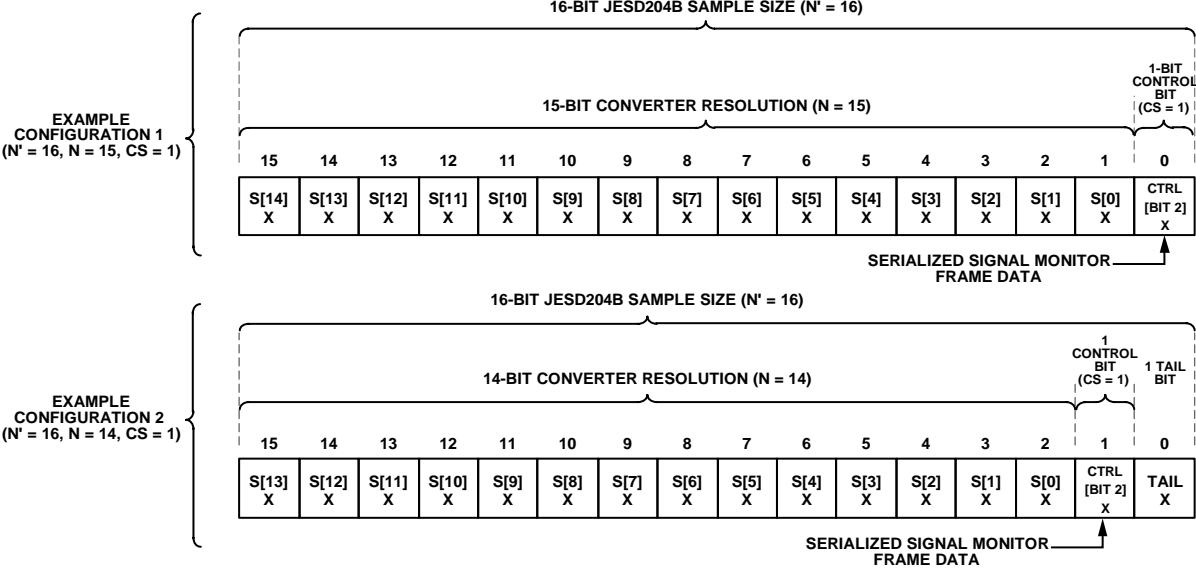 16-BIT JESD204B SAMPLE SIZE (N' = 16)
1-BIT
CONTROL
BIT
(CS = 1)
15-BIT CONVERTER RESOLUTION (N = 15)
EXAMPLE
CONFIGURATION 1
(N' = 16, N = 15, CS = 1)
15 14 13 12 11 10 9 8 7 6 5 4 3 2 1 0
S[14] S[13] S[12] S[11] S[10] S[9] S[8] S[7] S[6] S[5] S[4] S[3] S[2] S[1] S[0] CTRL
[BIT 2]
X X X X X X X X X X X X X X X X
SERIALIZED SIGNAL MONITOR
FRAME DATA
16-BIT JESD204B SAMPLE SIZE (N' = 16)
1
CONTROL
BIT
(CS = 1)
1 TAIL
BIT
14-BIT CONVERTER RESOLUTION (N = 14)
EXAMPLE
CONFIGURATION 2
(N' = 16, N = 14, CS = 1)
15 14 13 12 11 10 9 8 7 6 5 4 3 2 1 0
S[13] S[12] S[11] S[10] S[9] S[8] S[7] S[6] S[5] S[4] S[3] S[2] S[1] S[0] CTRL TAIL
[BIT 2]
X X X X X X X X X X X X X X X X
SERIALIZED SIGNAL MONITOR
FRAME DATA